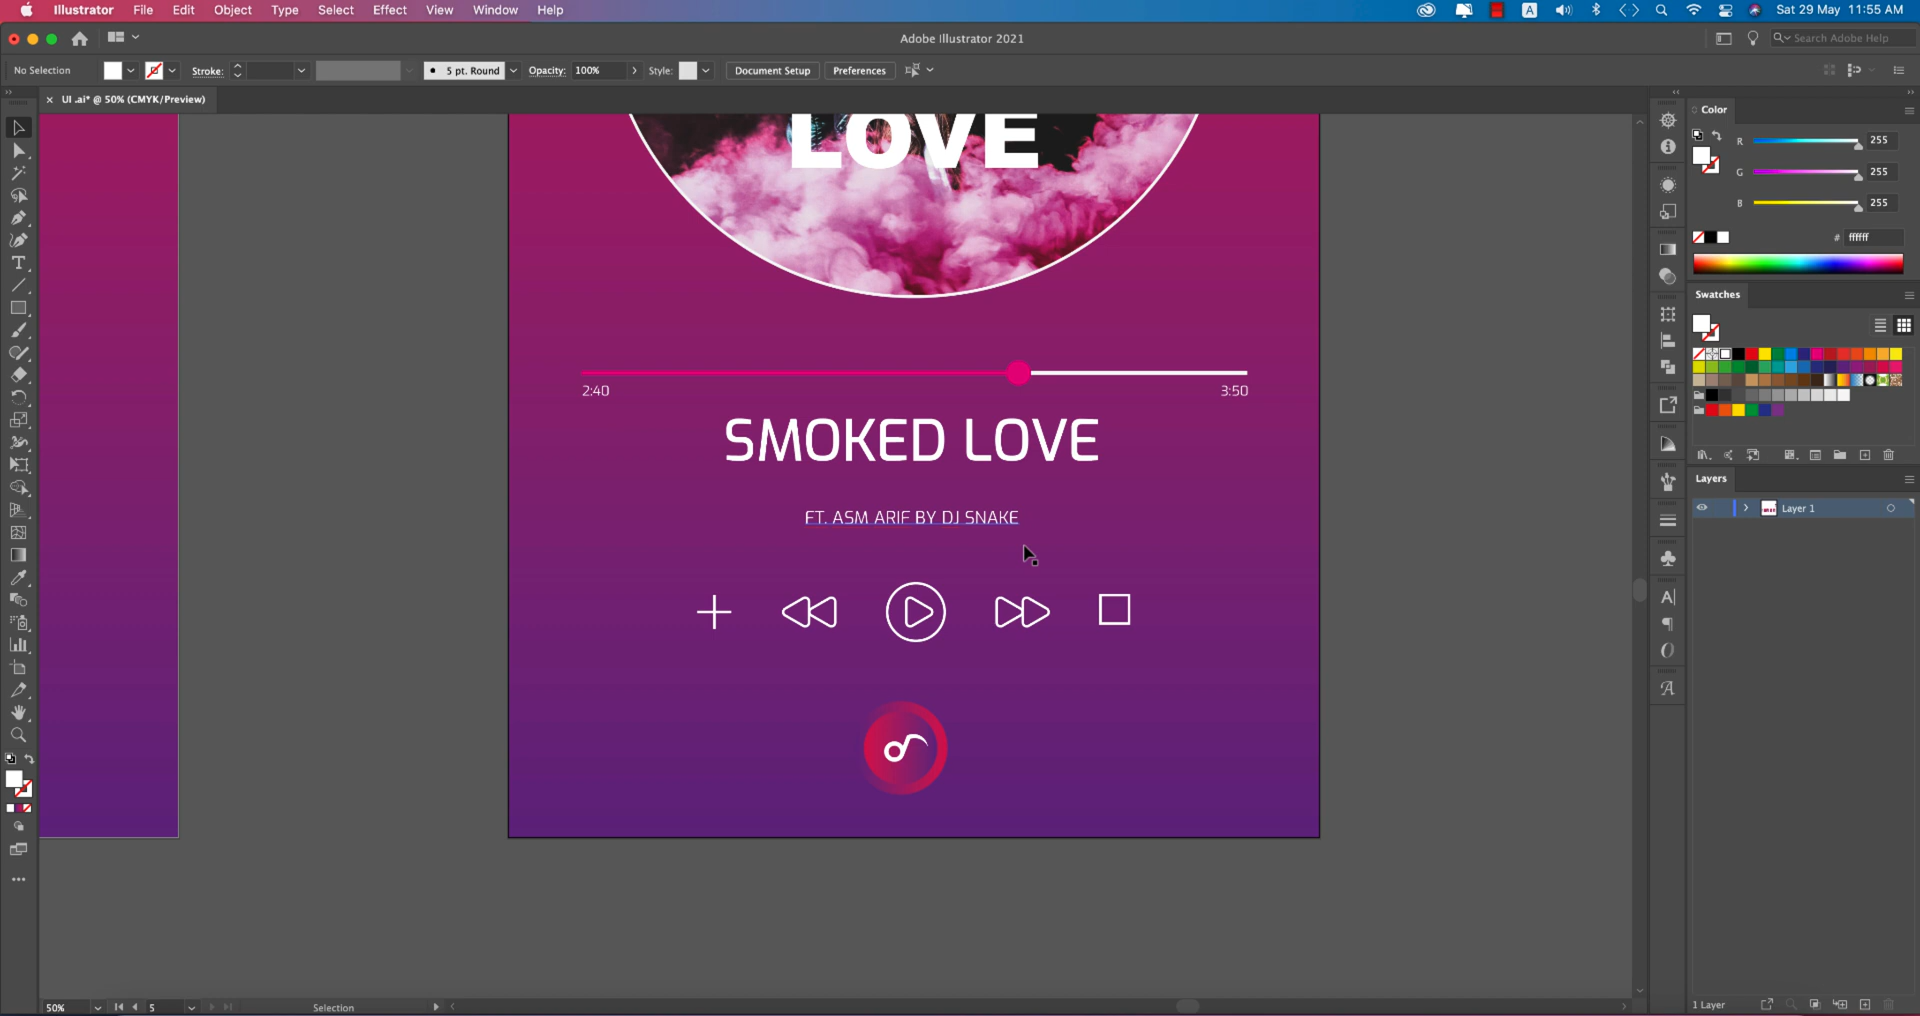 Illustrator File Edit Object Type Select Effect View Window Help A Sat 29 May 11:55 AM
Adobe Illustrator 2021 Search Adobe Help
No Selection Stroke: 5 pt. Round Opacity: 100% Style: Document Setup Preferences
UI .ai* @ 50% (CMYK/Preview)
Color
R 255
G 255
B 255
# ffffff
Swatches
Layers
Layer 1
LOVE
2:40 3:50
SMOKED LOVE
FT. ASM ARIF BY DJ SNAKE
50% 5 Selection 1 Layer